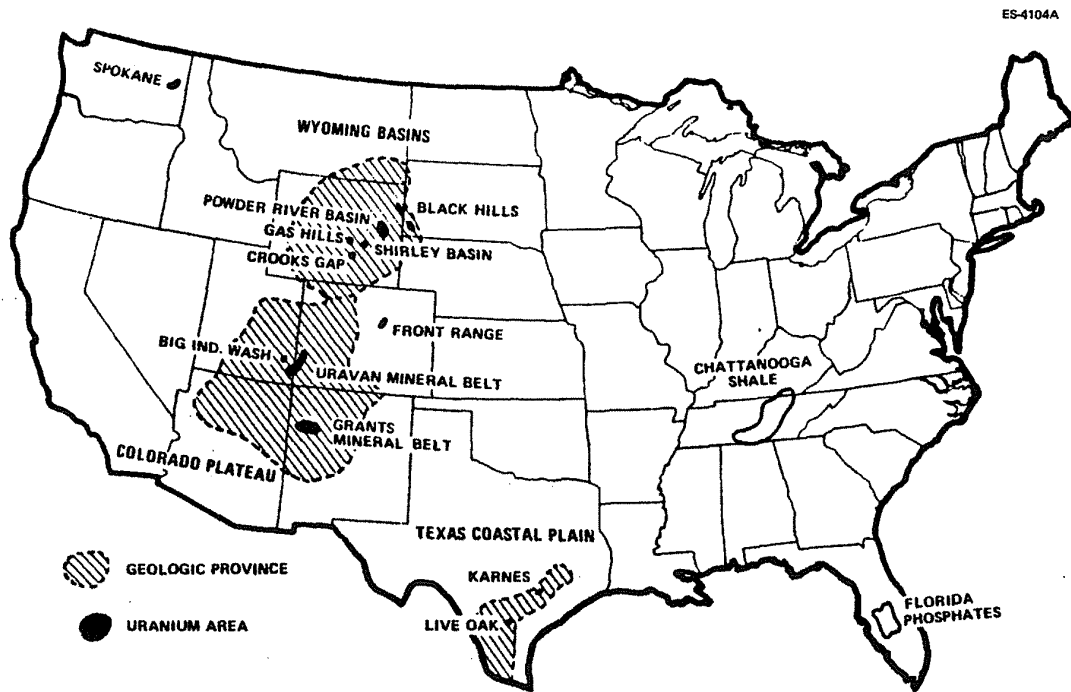 ES-4104A
SPOKANE
WYOMING BASINS
POWDER RIVER BASIN
BLACK HILLS
GAS HILLS
SHIRLEY BASIN
CROOKS GAP
FRONT RANGE
BIG IND. WASH
URAVAN MINERAL BELT
CHATTANOOGA
SHALE
GRANTS
MINERAL BELT
COLORADO PLATEAU
TEXAS COASTAL PLAIN
GEOLOGIC PROVINCE
KARNES
LIVE OAK
URANIUM AREA
FLORIDA
PHOSPHATES